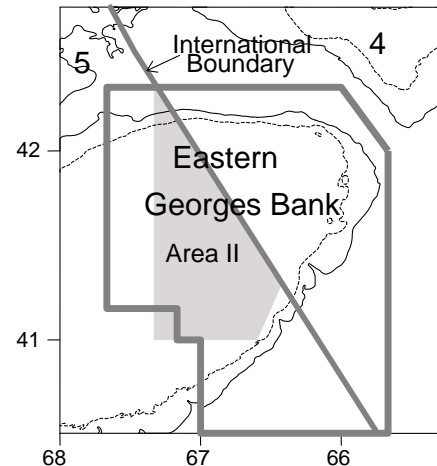 4
International
5
Boundary
42
Eastern
Georges Bank
Area II
41
68
67
66